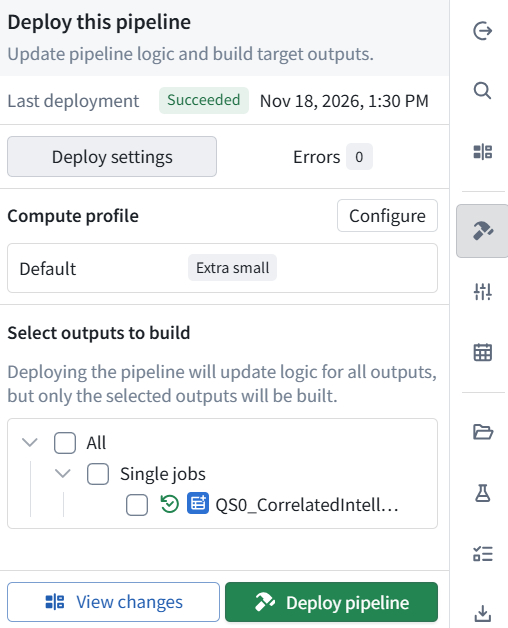 Deploy this pipeline
Update pipeline logic and build target outputs.
Last deployment Succeeded Nov 18, 2026, 1:30 PM
Deploy settings Errors 0
Compute profile Configure
Default Extra small
Select outputs to build
Deploying the pipeline will update logic for all outputs,
but only the selected outputs will be built.
All
Single jobs
QS0_CorrelatedIntell...
View changes Deploy pipeline